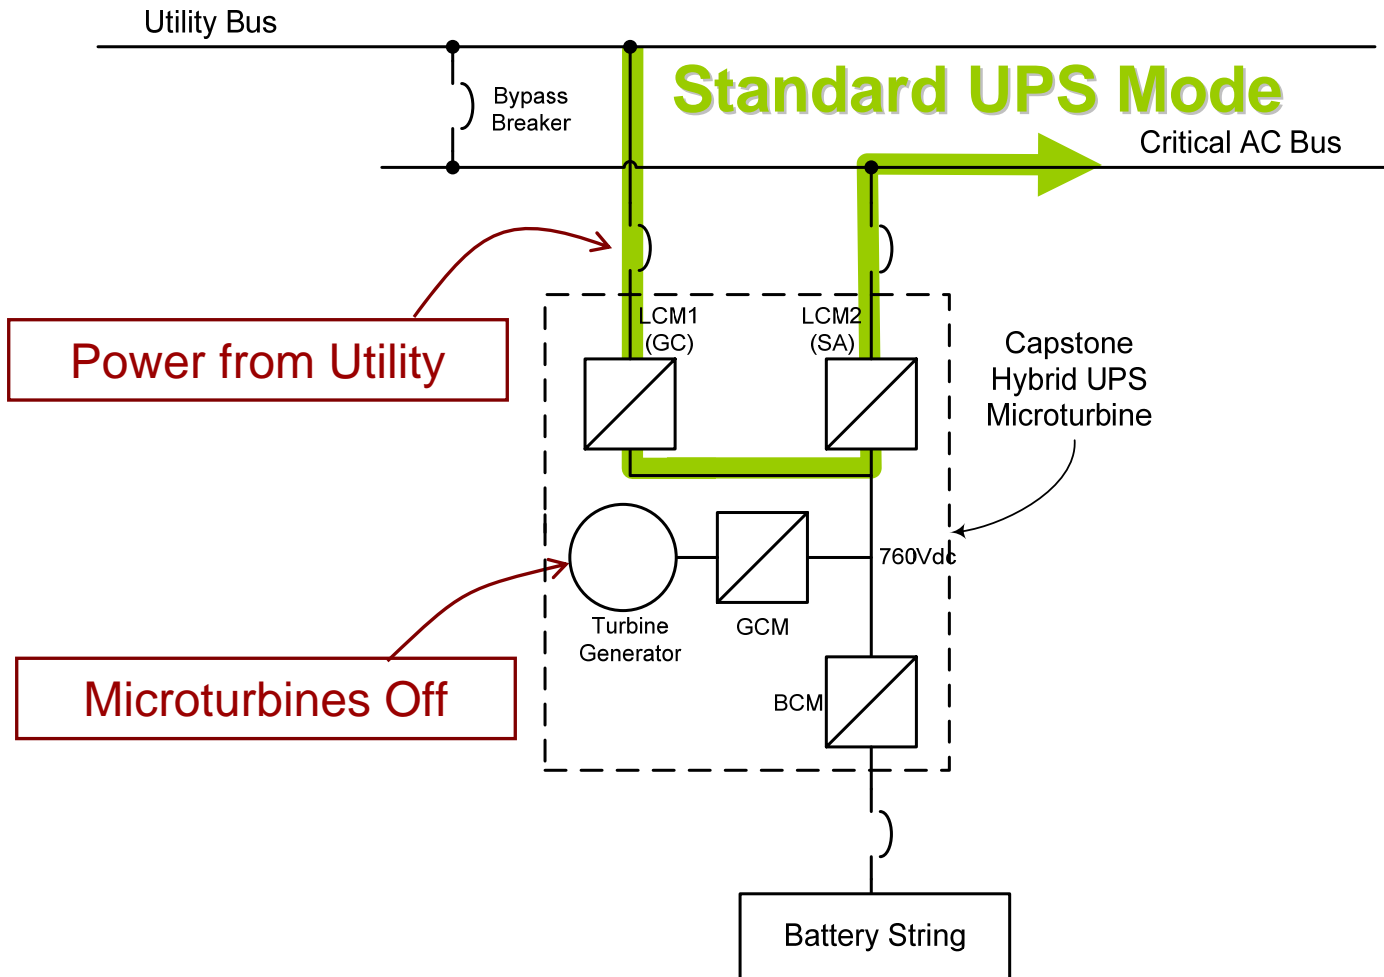 Utility Bus
Standard UPS Mode
Bypass
Breaker
Critical AC Bus
Power from Utility
LCM1
(GC)
LCM2
(SA)
Capstone
Hybrid UPS
Microturbine
760Vdc
Turbine
Generator
GCM
Microturbines Off
BCM
Battery String